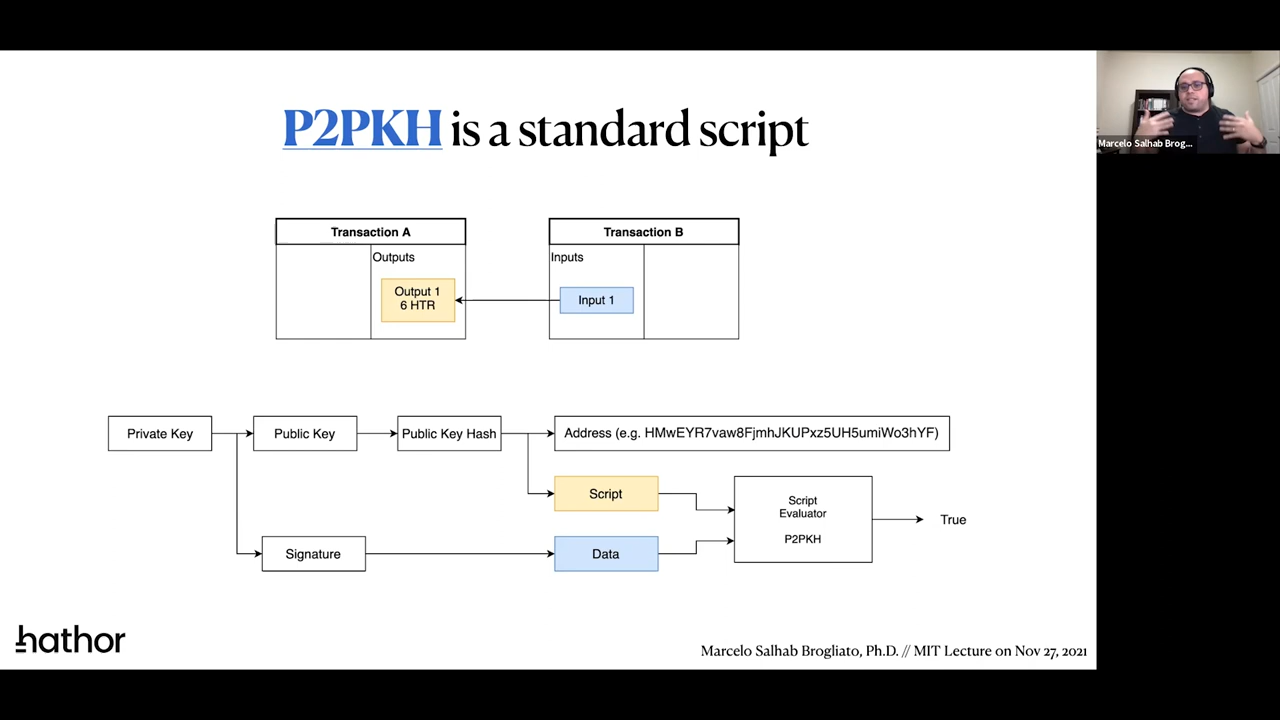 P2PKH is a standard script
Marcelo Salhab Brog...
Transaction A
Transaction B
Outputs
Inputs
Output 1
6 HTR
Input 1
Private Key
Public Key
Public Key Hash
Address (e.g. HMwEYR7vaw8FjmhJKUPxz5UH5umiWo3hYF)
Script
Script
Evaluator
P2PKH
True
Signature
Data
hathor
Marcelo Salhab Brogliato, Ph.D. // MIT Lecture on Nov 27, 2021